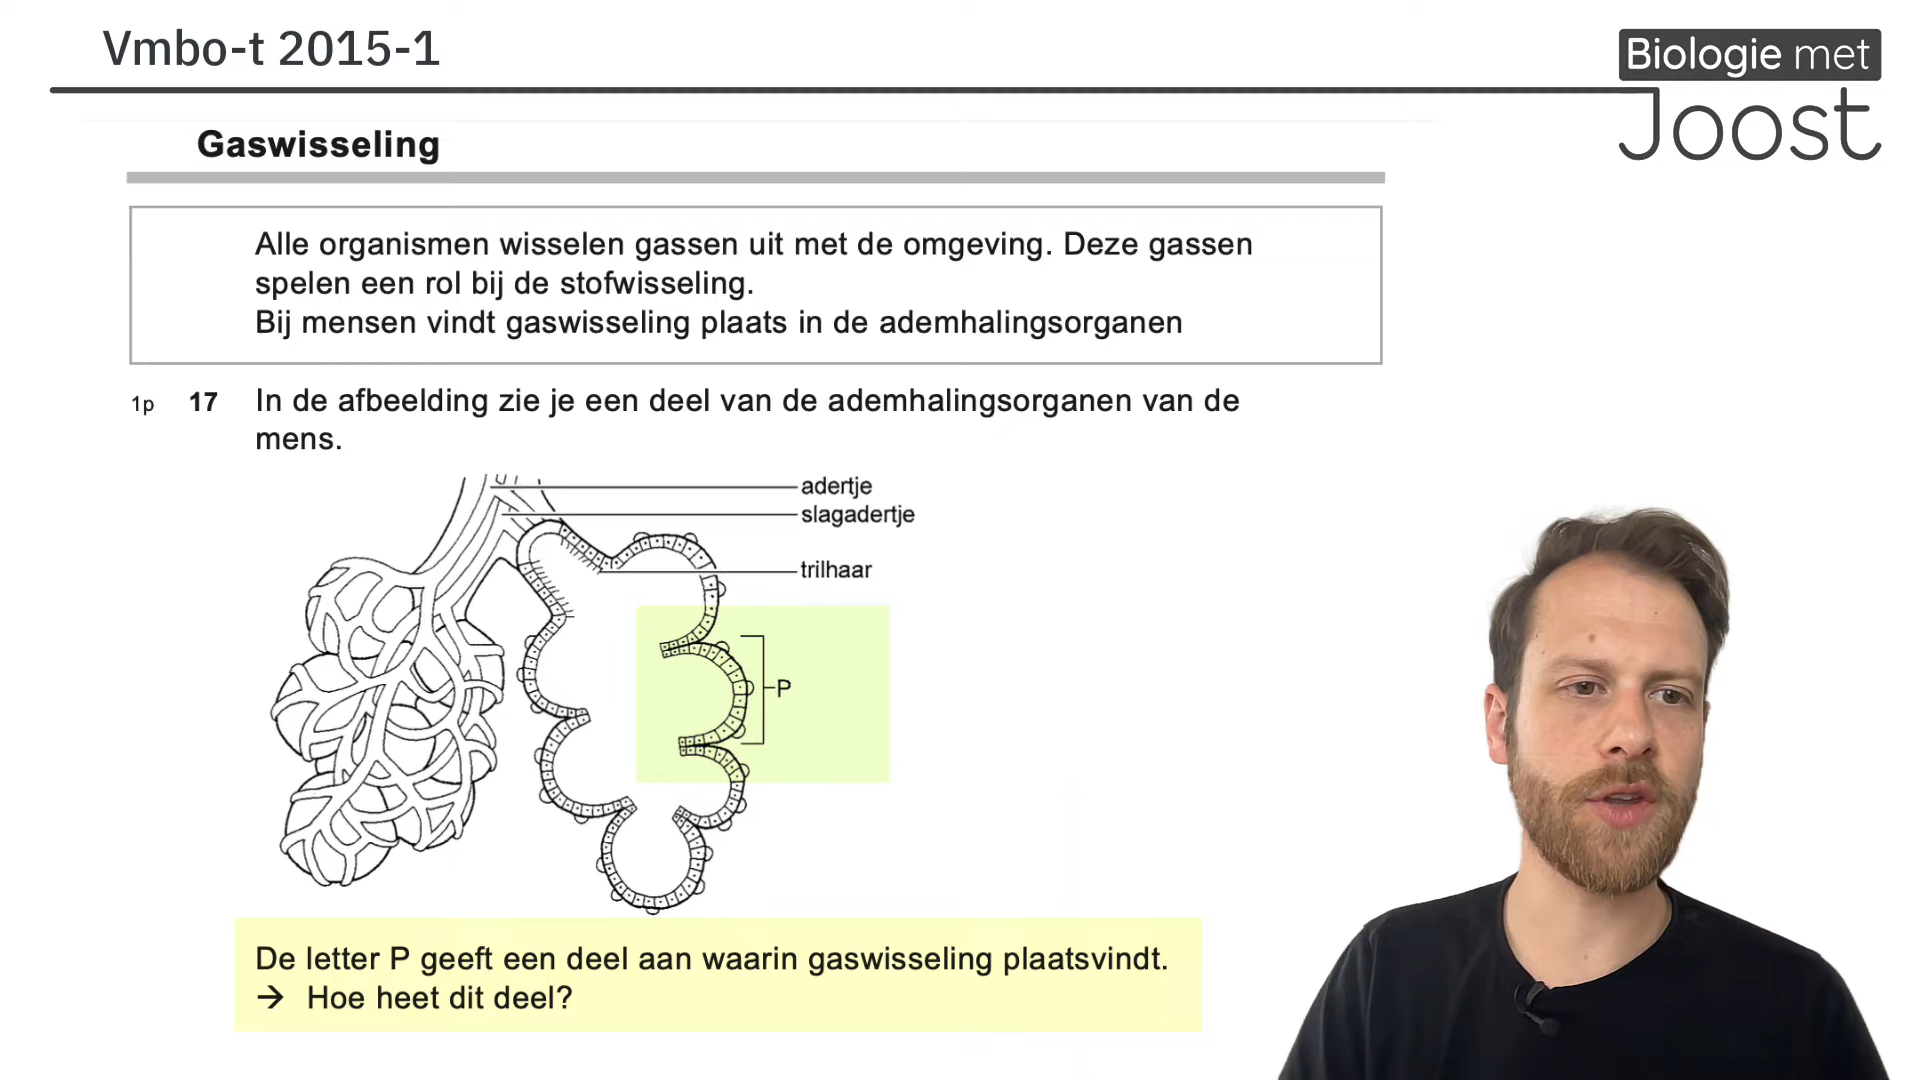 Vmbo-t 2015-1
Biologie met
Joost
Gaswisseling
Alle organismen wisselen gassen uit met de omgeving. Deze gassen
spelen een rol bij de stofwisseling.
Bij mensen vindt gaswisseling plaats in de ademhalingsorganen
1p 17 In de afbeelding zie je een deel van de ademhalingsorganen van de
mens.
adertje
slagadertje
trilhaar
P
De letter P geeft een deel aan waarin gaswisseling plaatsvindt.
→ Hoe heet dit deel?